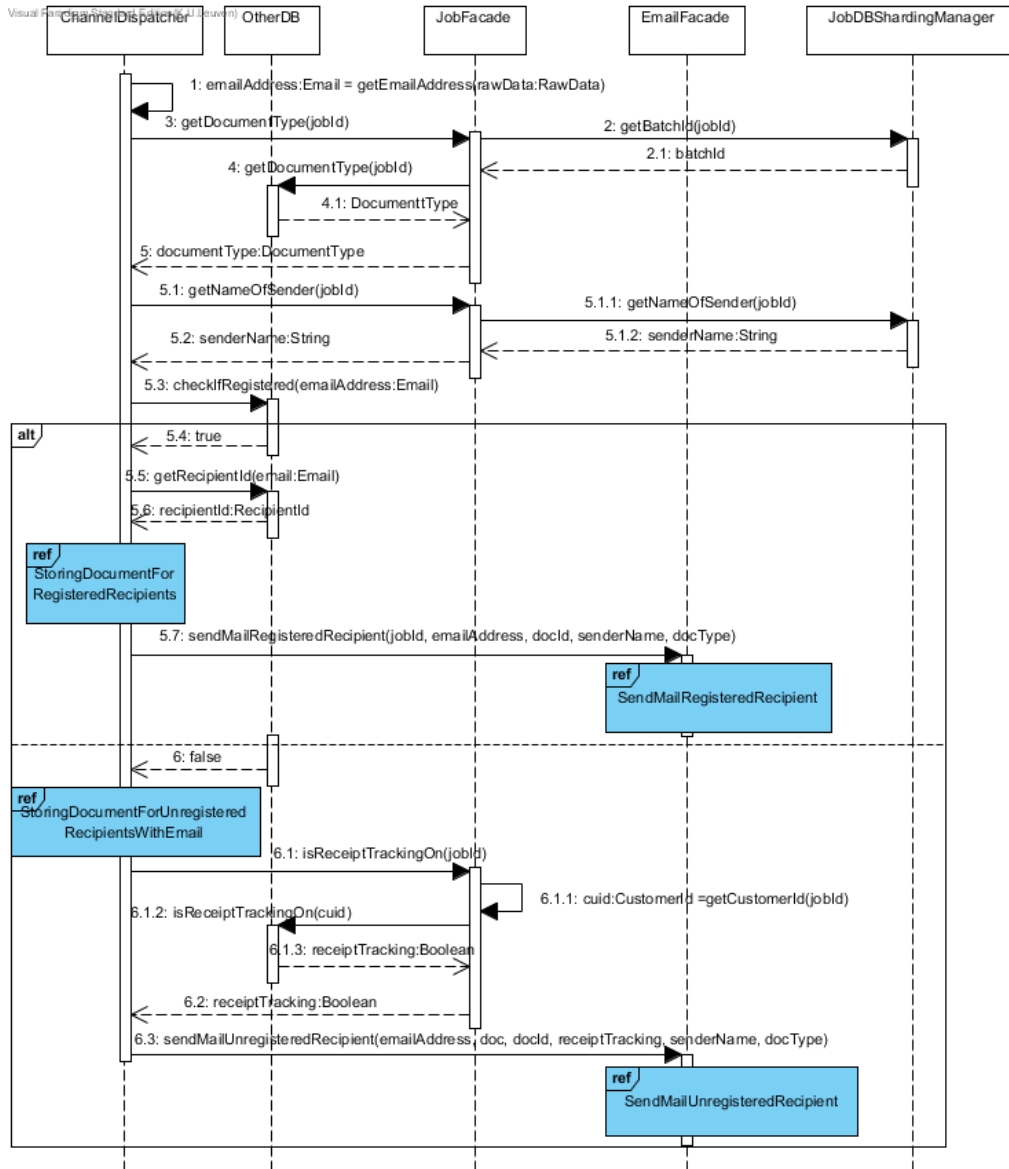 Visual Paradigm Standard Edition(K.U.Leuven)
ChannelDispatcher
OtherDB
JobFacade
EmailFacade
JobDBShardingManager
1: emailAddress:Email = getEmailAddress(rawData:RawData)
3: getDocumentType(jobId)
2: getBatchId(jobId)
2.1: batchId
4: getDocumentType(jobId)
4.1: DocumenttType
5: documentType:DocumentType
5.1: getNameOfSender(jobId)
5.1.1: getNameOfSender(jobId)
5.2: senderName:String
5.1.2: senderName:String
5.3: checkIfRegistered(emailAddress:Email)
alt
5.4: true
5.5: getRecipientId(email:Email)
5.6: recipientId:RecipientId
ref
StoringDocumentFor
RegisteredRecipients
5.7: sendMailRegisteredRecipient(jobId, emailAddress, docId, senderName, docType)
ref
SendMailRegisteredRecipient
6: false
ref
StoringDocumentForUnregistered
RecipientsWithEmail
6.1: isReceiptTrackingOn(jobId)
6.1.1: cuid:CustomerId =getCustomerId(jobId)
6.1.2: isReceiptTrackingOn(cuid)
6.1.3: receiptTracking:Boolean
6.2: receiptTracking:Boolean
6.3: sendMailUnregisteredRecipient(emailAddress, doc, docId, receiptTracking, senderName, docType)
ref
SendMailUnregisteredRecipient